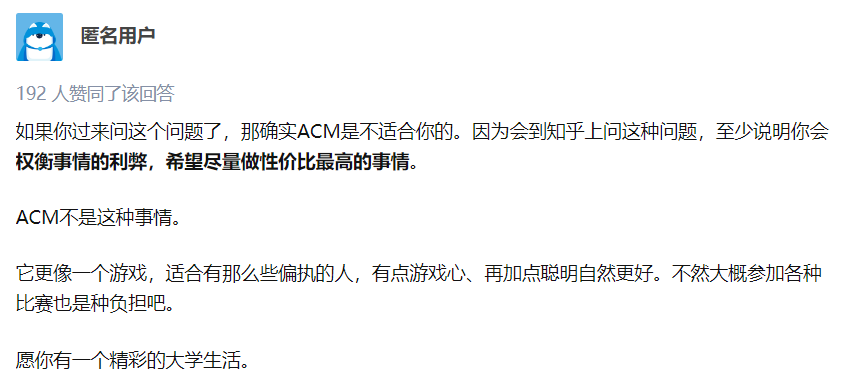 匿名用户
192 人赞同了该回答
如果你过来问这个问题了，那确实ACM是不适合你的。因为会到知乎上问这种问题，至少说明你会
权衡事情的利弊，希望尽量做性价比最高的事情。
ACM不是这种事情。
它更像一个游戏，适合有那么些偏执的人，有点游戏心、再加点聪明自然更好。不然大概参加各种
比赛也是种负担吧。
愿你有一个精彩的大学生活。